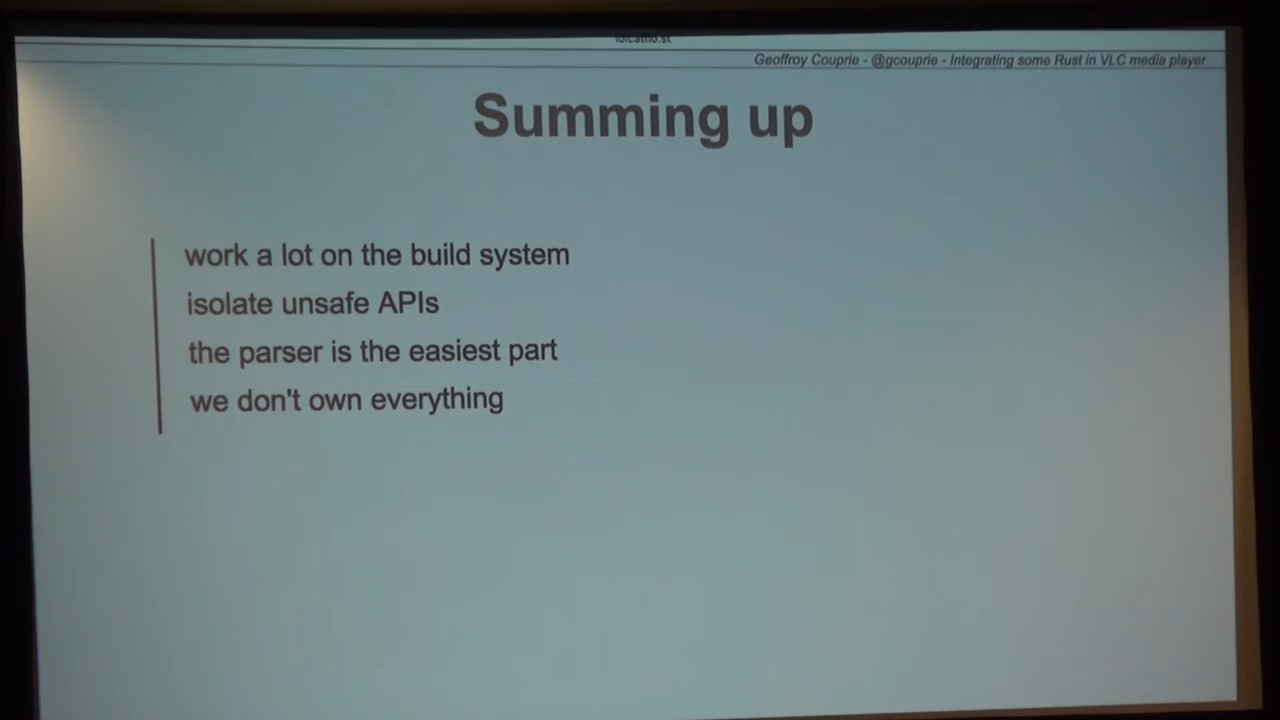 Geoffroy Couprie - @gcouprie - Integrating some Rust in VLC media player
Summing up
work a lot on the build system
isolate unsafe APIs
the parser is the easiest part
we don't own everything